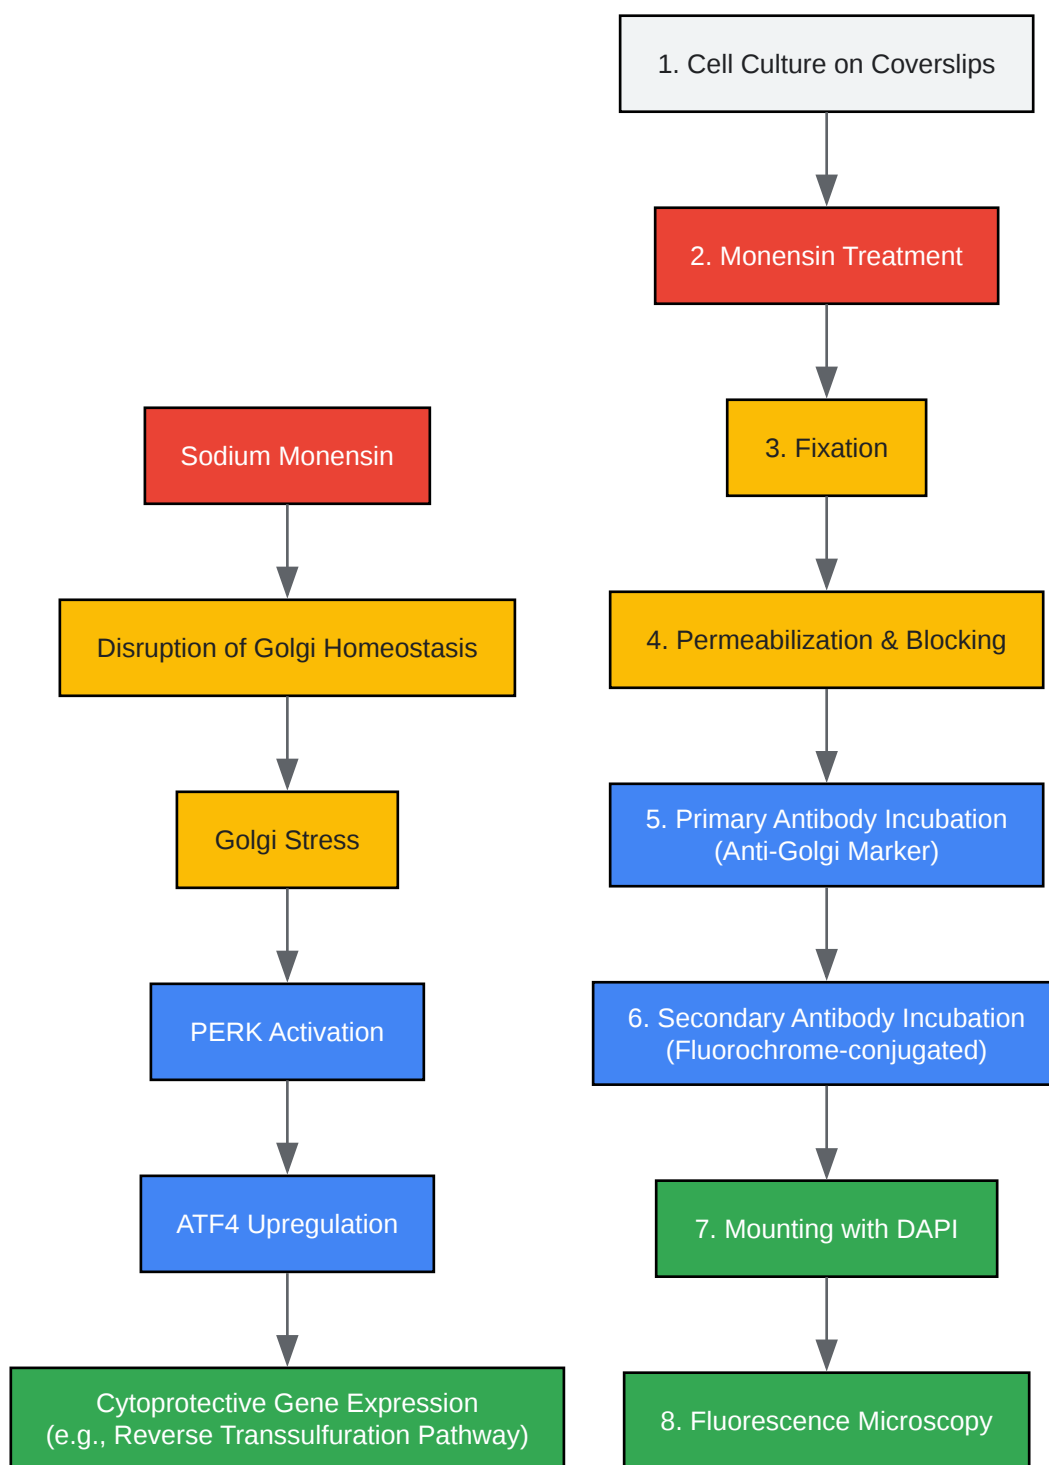 Sodium Monensin
Disruption of Golgi Homeostasis
Golgi Stress
PERK Activation
ATF4 Upregulation
Cytoprotective Gene Expression
(e.g., Reverse Transsulfuration Pathway)
1. Cell Culture on Coverslips
2. Monensin Treatment
3. Fixation
4. Permeabilization & Blocking
5. Primary Antibody Incubation
(Anti-Golgi Marker)
6. Secondary Antibody Incubation
(Fluorochrome-conjugated)
7. Mounting with DAPI
8. Fluorescence Microscopy